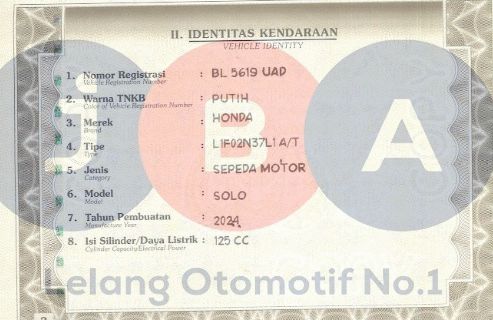 II. IDENTITAS KENDARAAN
VEHICLE IDENTITY
1. Nomor Registrasi : BL 5619 UAD
Vehicle Registration Number
2. Warna TNKB : PUTIH
Color of Vehicle Registration Number
3. Merek : HONDA
Brand
4. Tipe : L1F02N37L1 A/T
Type
5. Jenis : SEPEDA MOTOR
Category
6. Model : SOLO
Model
7. Tahun Pembuatan : 2024
Manufacture Year
8. Isi Silinder/Daya Listrik : 125 CC
Cylinder Capacity/Electrical Power
BA
Lelang Otomotif No.1